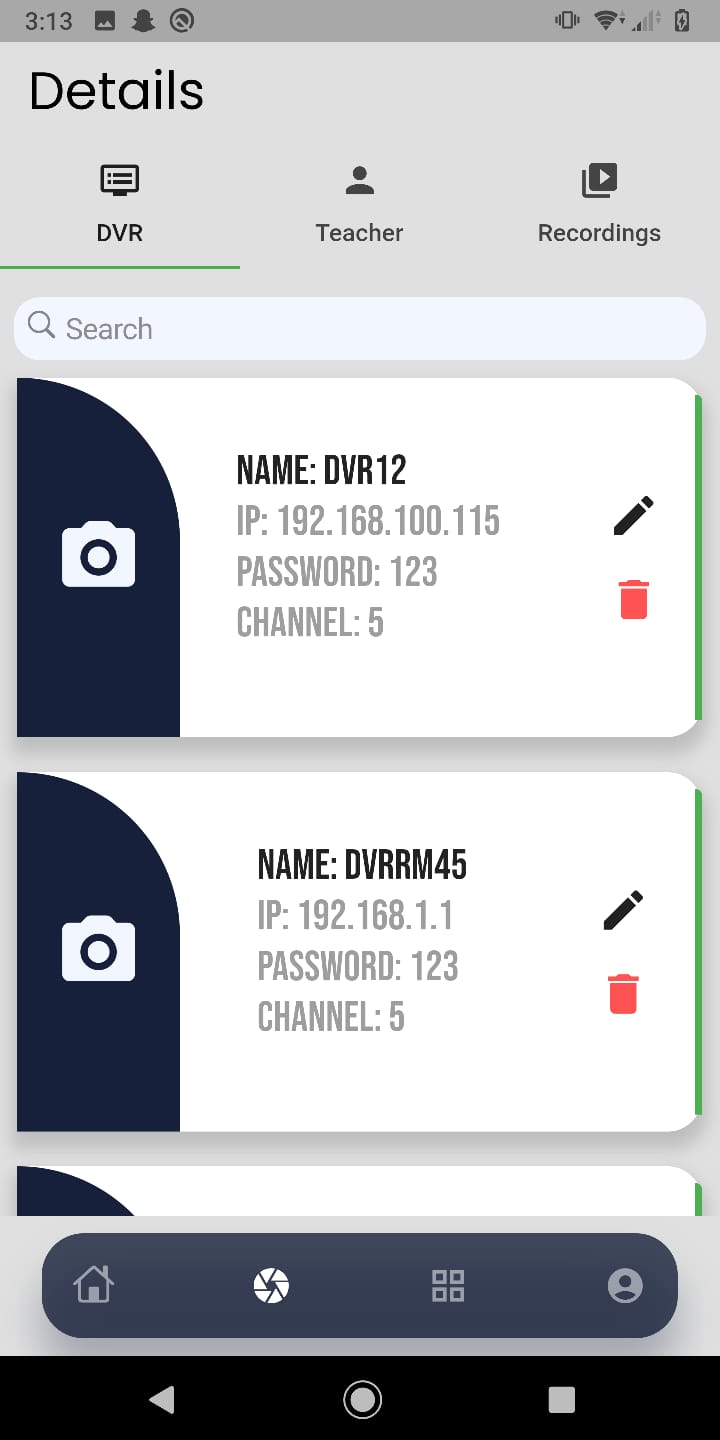 3:13
Details
DVR
Teacher
Recordings
Search
NAME: DVR12
IP: 192.168.100.115
PASSWORD: 123
CHANNEL: 5
NAME: DVRRM45
IP: 192.168.1.1
PASSWORD: 123
CHANNEL: 5